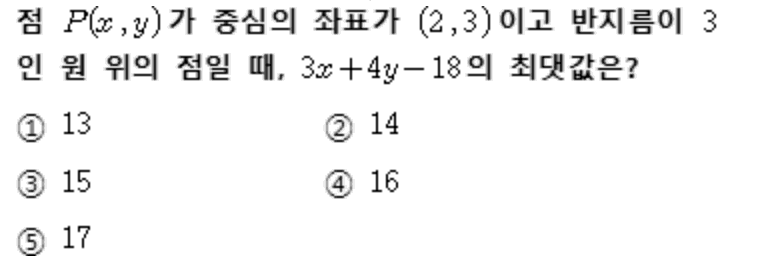 점 P(x, y)가 중심의 좌표가 (2,3)이고 반지름이 3
인 원 위의 점일 때, 3x+4y−18의 최댓값은?
① 13 ② 14
③ 15 ④ 16
⑤ 17